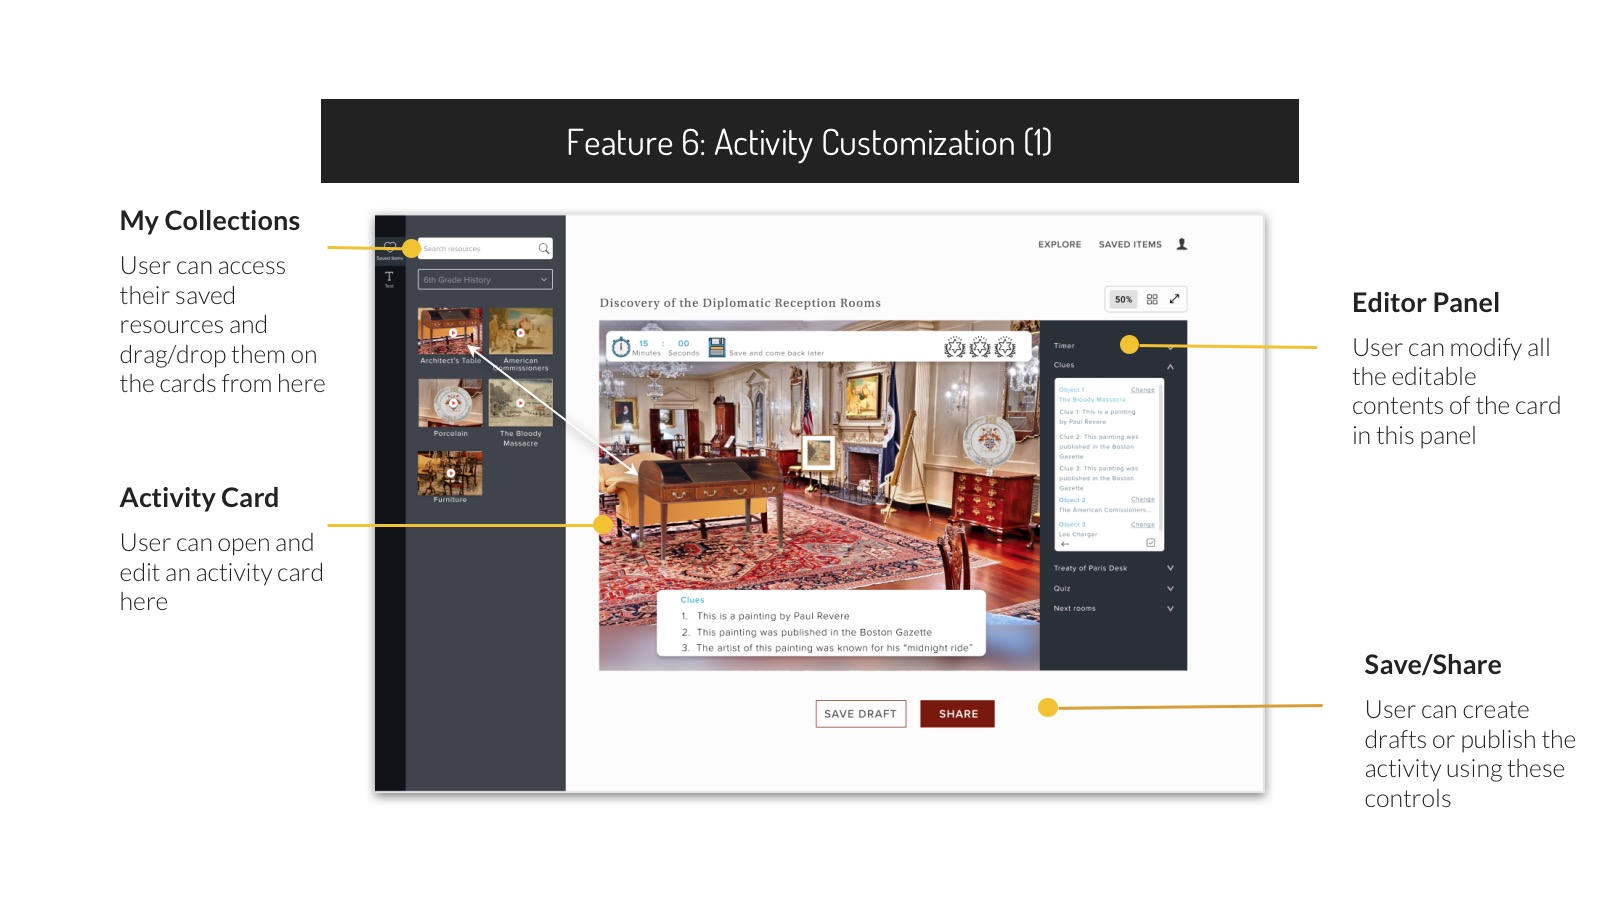 Feature 6: Activity Customization (1)
My Collections
User can access
their saved
resources and
drag/drop them on
the cards from here
Activity Card
User can open and
edit an activity card
here
Saved Items
Text
Search resources
6th Grade History
Architect's Table
American
Commissioners
Porcelain
The Bloody
Massacre
Furniture
EXPLORE SAVED ITEMS
Discovery of the Diplomatic Reception Rooms
50%
15 : 00
Minutes Seconds
Save and come back later
Timer
Clues
Object 1 Change
The Bloody Massacre
Clue 1: This is a painting
by Paul Revere
Clue 2: This painting was
published in the Boston
Gazette
Clue 3: This painting was
published in the Boston
Gazette
Object 2 Change
The American Comissioners...
Object 3 Change
Lee Charger
Treaty of Paris Desk
Quiz
Next rooms
Clues
1. This is a painting by Paul Revere
2. This painting was published in the Boston Gazette
3. The artist of this painting was known for his "midnight ride"
SAVE DRAFT SHARE
Editor Panel
User can modify all
the editable
contents of the card
in this panel
Save/Share
User can create
drafts or publish the
activity using these
controls